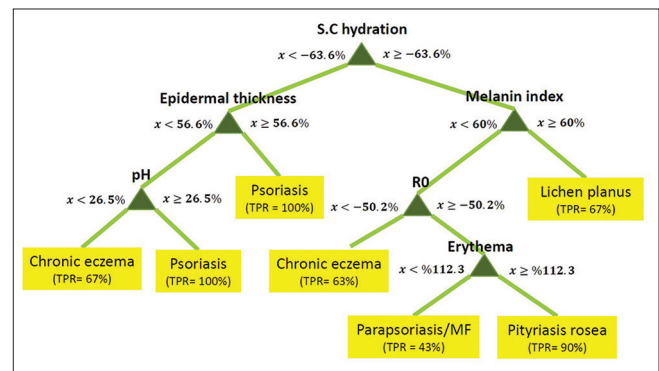 S.C hydration
x < −63.6% x ≥ −63.6%
Epidermal thickness Melanin index
x < 56.6% x ≥ 56.6% x < 60% x ≥ 60%
pH Psoriasis R0 Lichen planus
(TPR = 100%) (TPR= 67%)
x < 26.5% x ≥ 26.5% x < −50.2% x ≥ −50.2%
Chronic eczema Psoriasis Chronic eczema Erythema
(TPR= 67%) (TPR= 100%) (TPR= 63%) x < %112.3 x ≥ %112.3
Parapsoriasis/MF Pityriasis rosea
(TPR = 43%) (TPR= 90%)